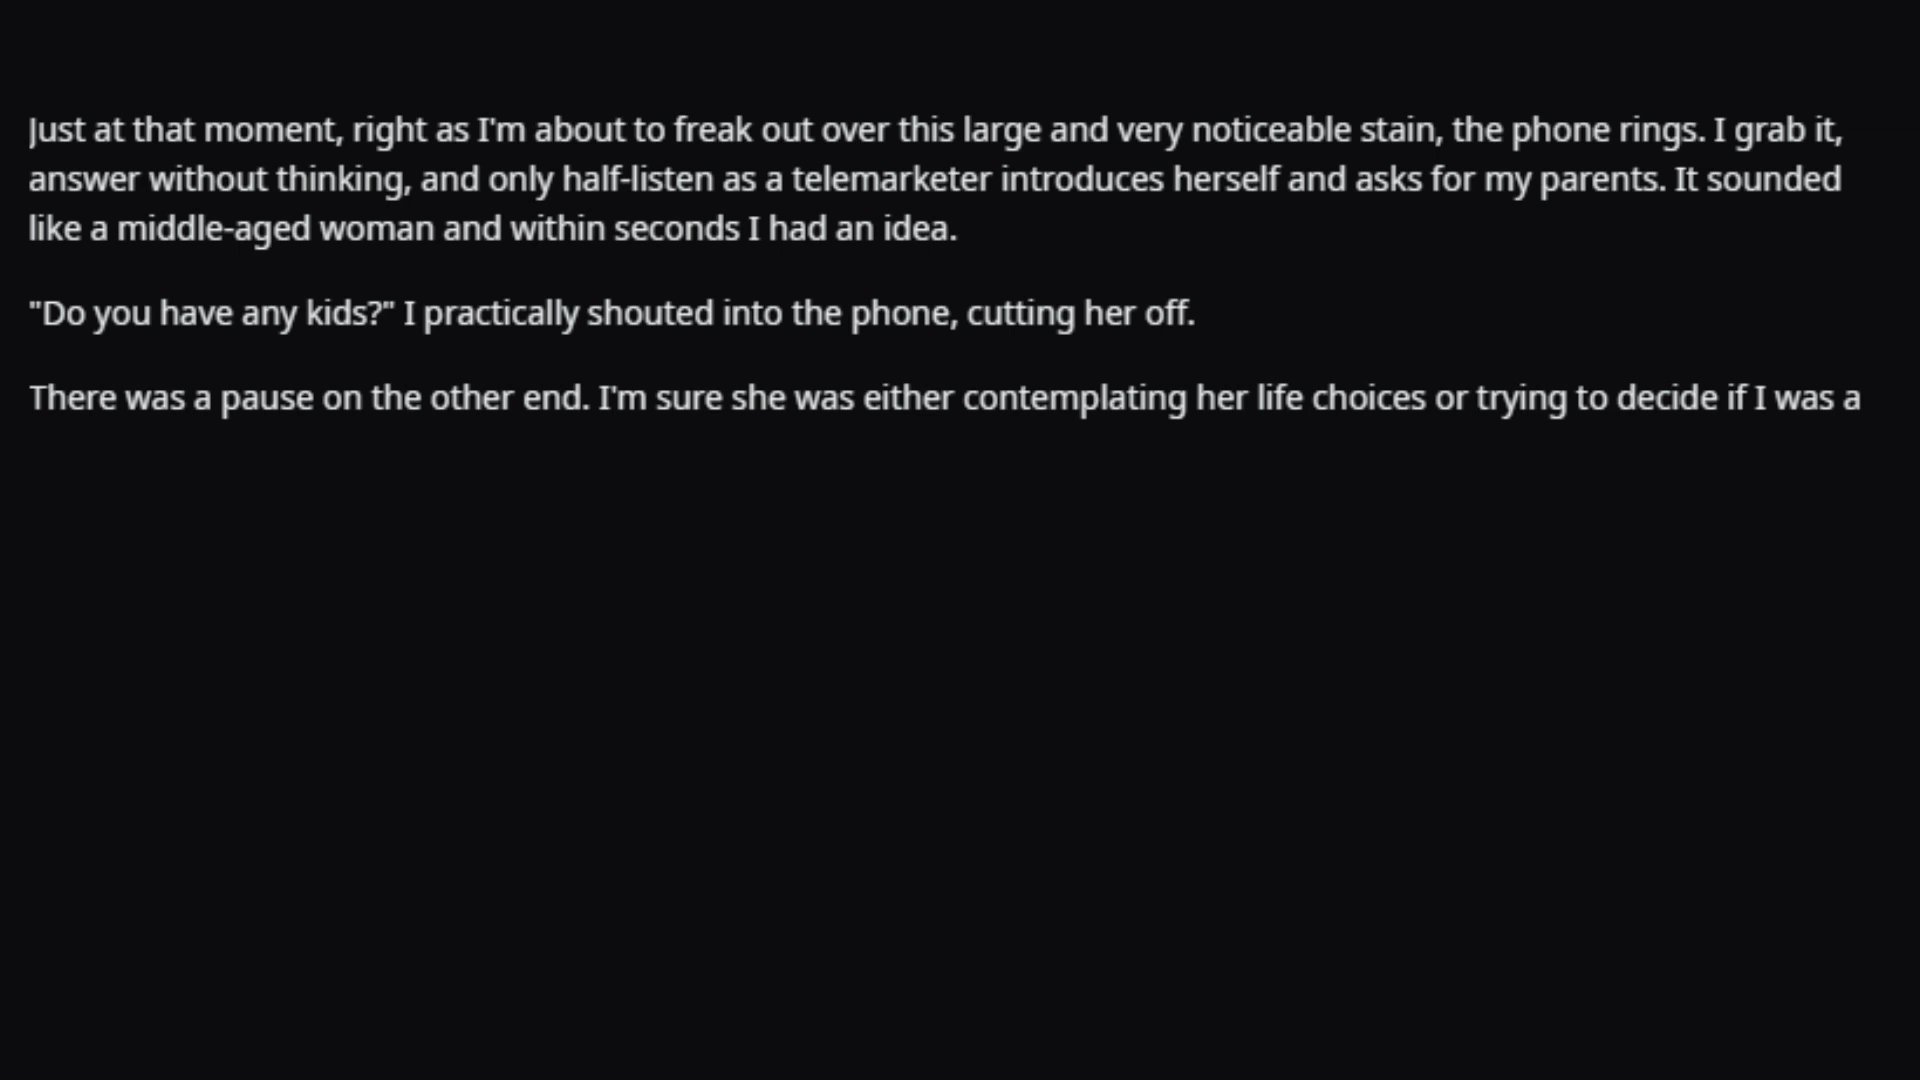 Just at that moment, right as I'm about to freak out over this large and very noticeable stain, the phone rings. I grab it,
answer without thinking, and only half-listen as a telemarketer introduces herself and asks for my parents. It sounded
like a middle-aged woman and within seconds I had an idea.
"Do you have any kids?" I practically shouted into the phone, cutting her off.
There was a pause on the other end. I'm sure she was either contemplating her life choices or trying to decide if I was a